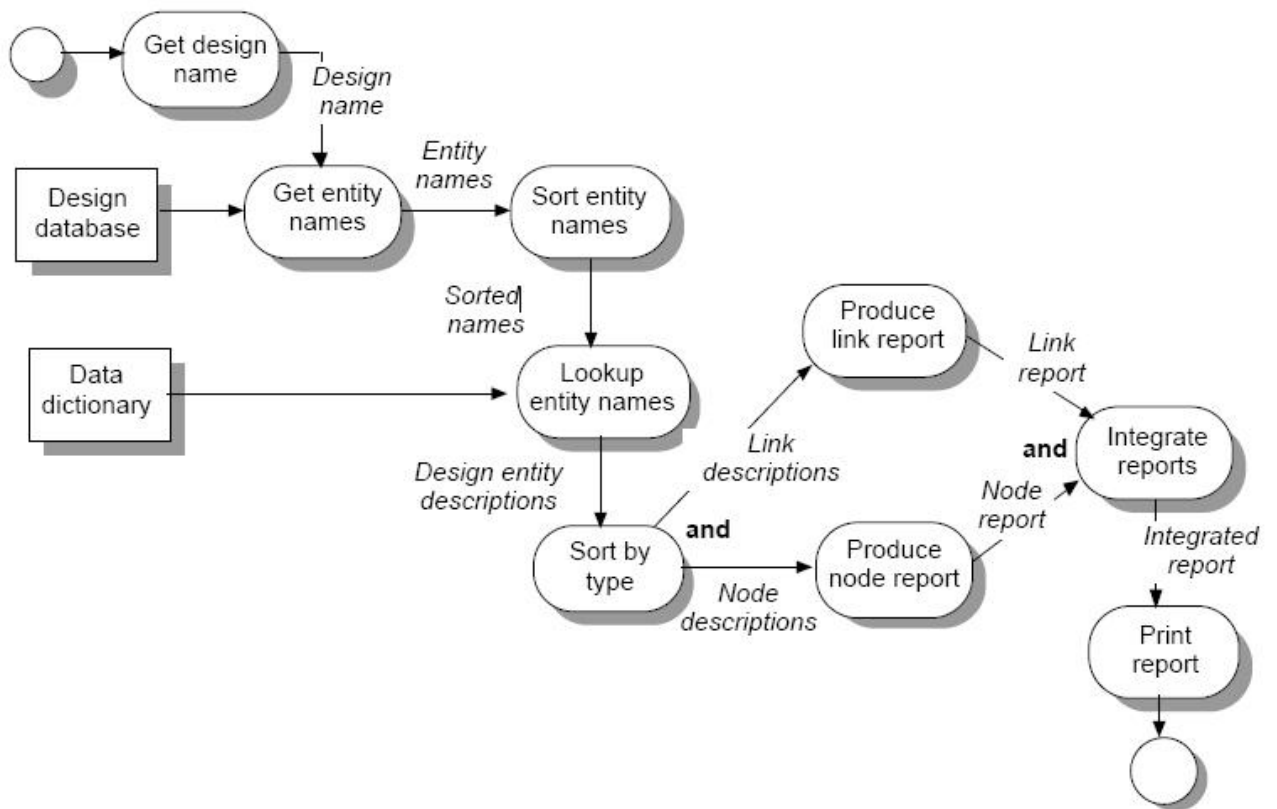 Get design
name
Design
name
Design
database
Get entity
names
Entity
names
Sort entity
names
Sorted
names
Data
dictionary
Lookup
entity names
Design entity
descriptions
Sort by
type
and
Link
descriptions
Node
descriptions
Produce
link report
Produce
node report
Link
report
and
Node
report
Integrate
reports
Integrated
report
Print
report